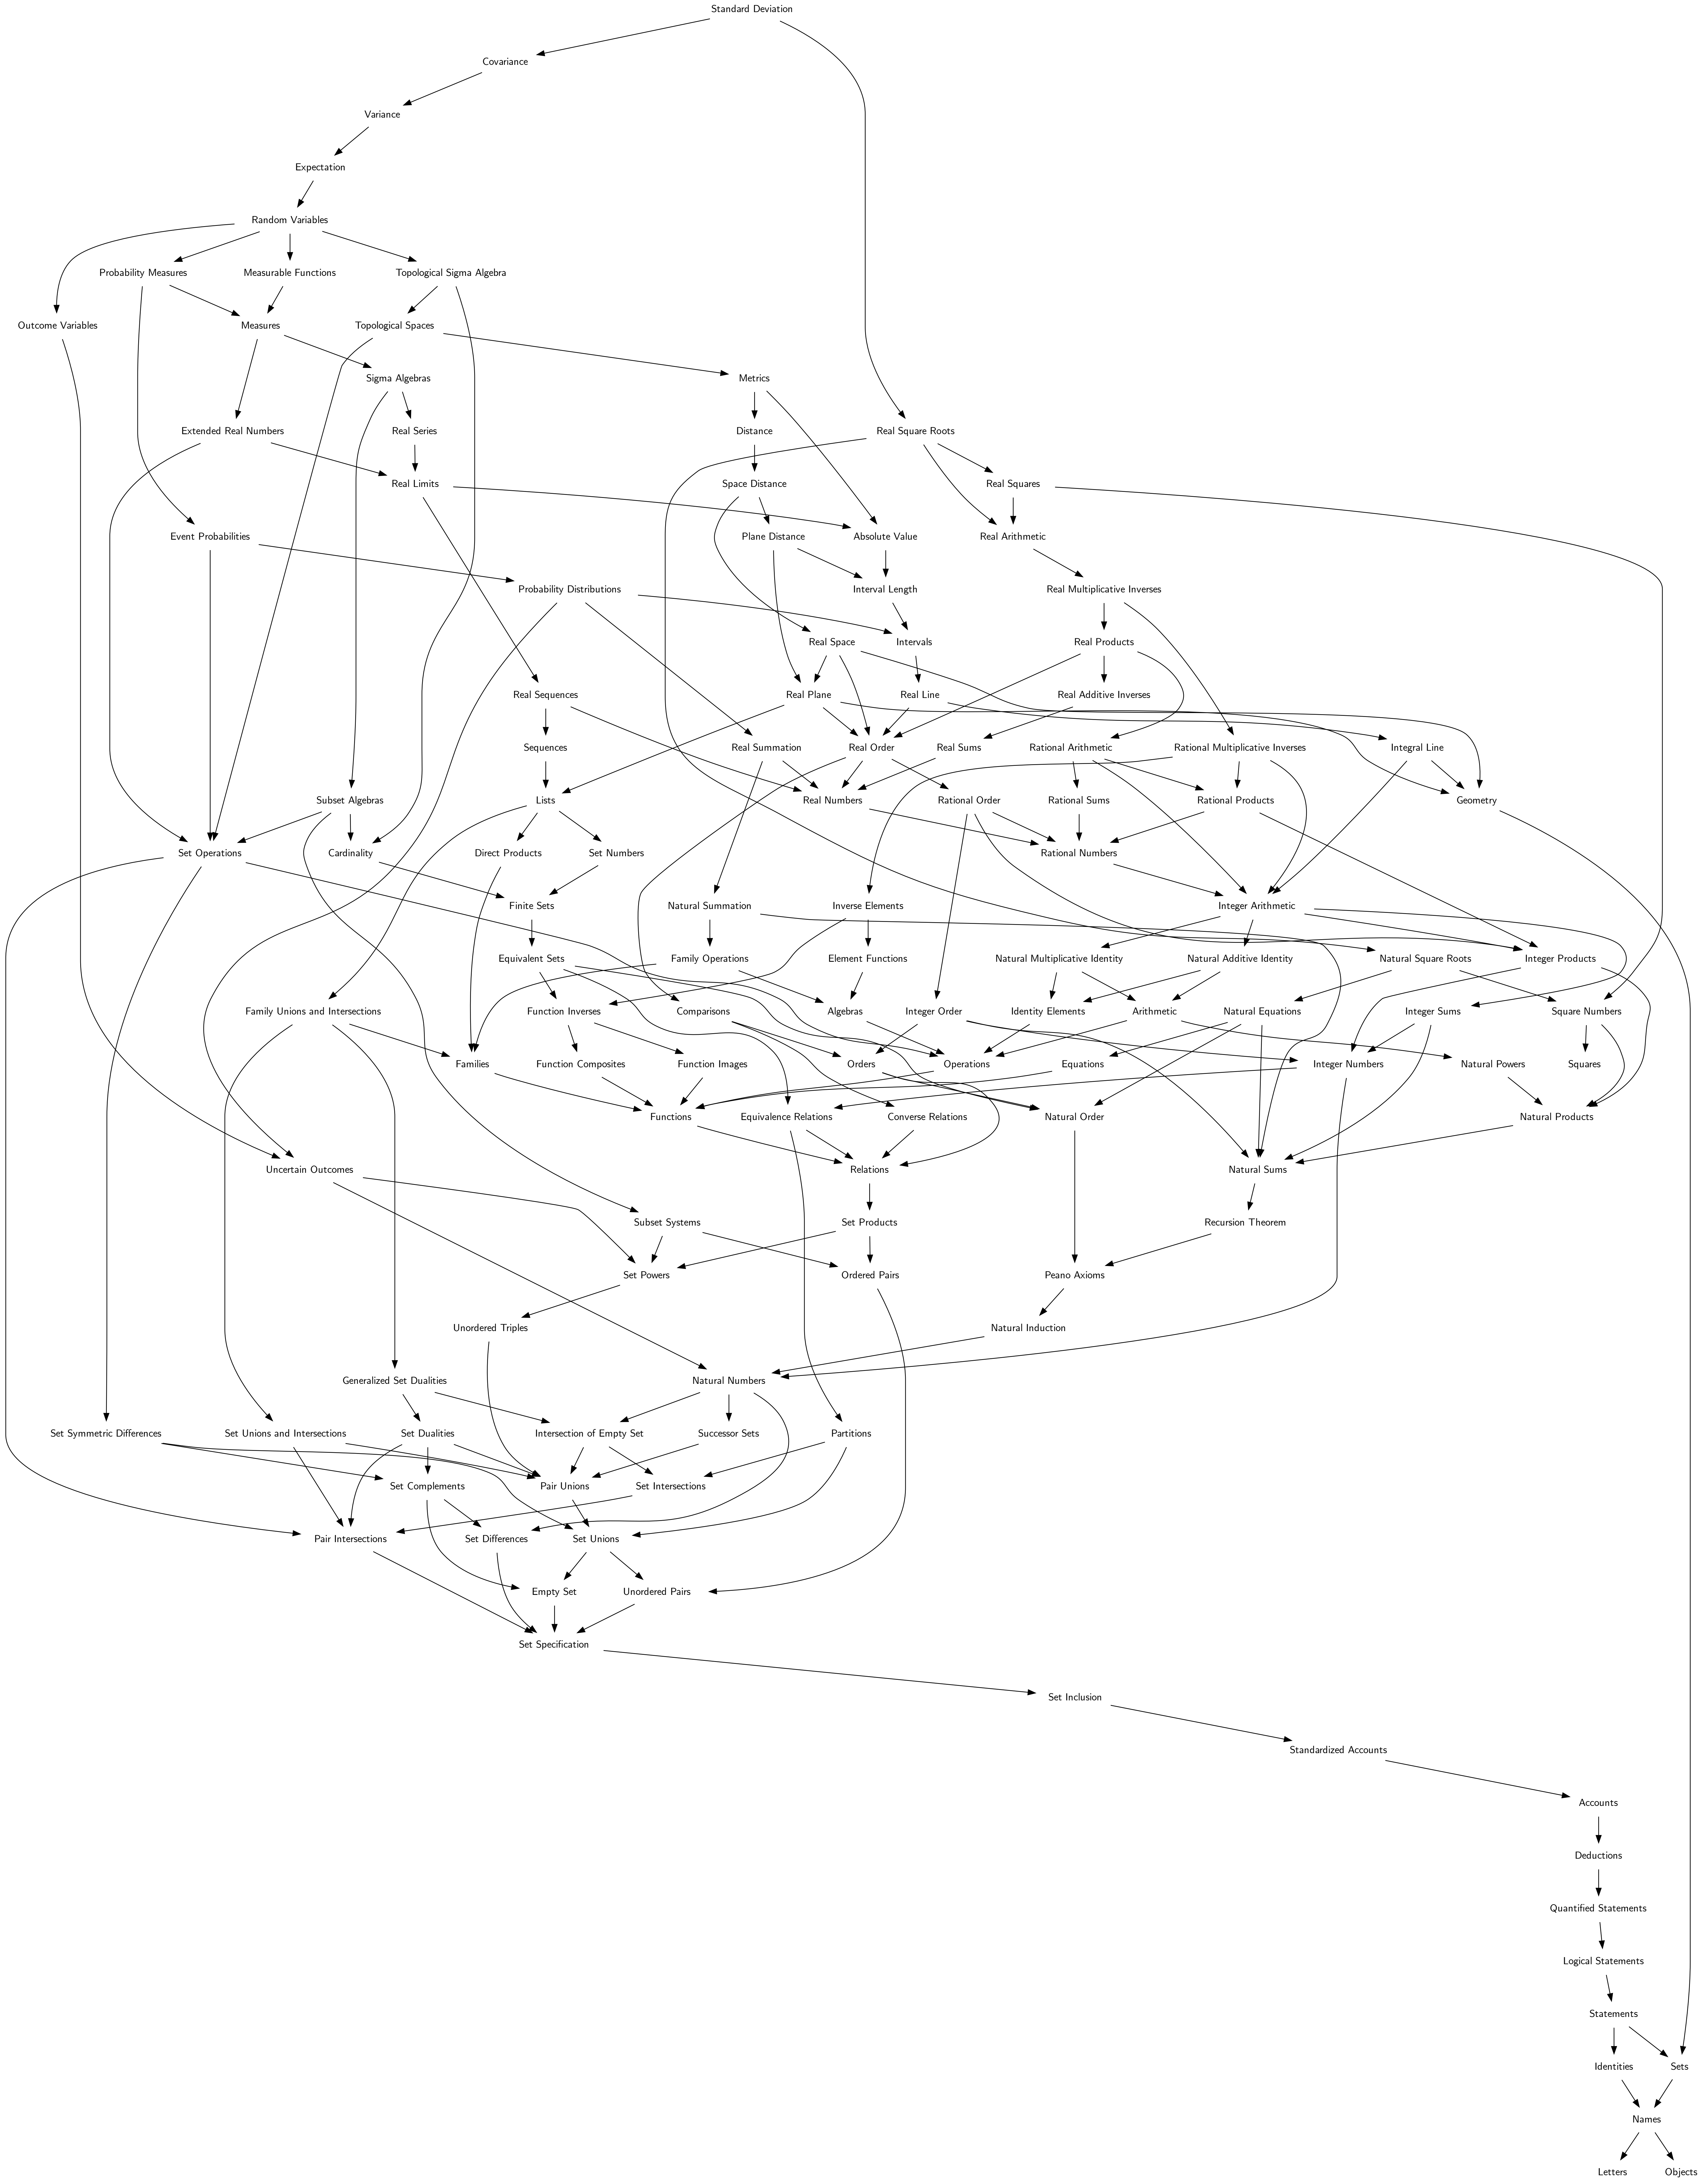 Standard Deviation
Covariance
Variance
Expectation
Random Variables
Probability Measures
Measurable Functions
Topological Sigma Algebra
Outcome Variables
Measures
Topological Spaces
Sigma Algebras
Metrics
Extended Real Numbers
Real Series
Distance
Real Square Roots
Real Limits
Space Distance
Real Squares
Event Probabilities
Plane Distance
Absolute Value
Real Arithmetic
Probability Distributions
Interval Length
Real Multiplicative Inverses
Real Space
Intervals
Real Products
Real Sequences
Real Plane
Real Line
Real Additive Inverses
Sequences
Real Summation
Real Order
Real Sums
Rational Arithmetic
Rational Multiplicative Inverses
Integral Line
Subset Algebras
Lists
Real Numbers
Rational Order
Rational Sums
Rational Products
Geometry
Set Operations
Cardinality
Direct Products
Set Numbers
Rational Numbers
Finite Sets
Natural Summation
Inverse Elements
Integer Arithmetic
Equivalent Sets
Family Operations
Element Functions
Natural Multiplicative Identity
Natural Additive Identity
Natural Square Roots
Integer Products
Family Unions and Intersections
Function Inverses
Comparisons
Algebras
Integer Order
Identity Elements
Arithmetic
Natural Equations
Integer Sums
Square Numbers
Families
Function Composites
Function Images
Orders
Operations
Equations
Integer Numbers
Natural Powers
Squares
Functions
Equivalence Relations
Converse Relations
Natural Order
Natural Products
Uncertain Outcomes
Relations
Natural Sums
Subset Systems
Set Products
Recursion Theorem
Set Powers
Ordered Pairs
Peano Axioms
Unordered Triples
Natural Induction
Generalized Set Dualities
Natural Numbers
Set Symmetric Differences
Set Unions and Intersections
Set Dualities
Intersection of Empty Set
Successor Sets
Partitions
Set Complements
Pair Unions
Set Intersections
Pair Intersections
Set Differences
Set Unions
Empty Set
Unordered Pairs
Set Specification
Set Inclusion
Standardized Accounts
Accounts
Deductions
Quantified Statements
Logical Statements
Statements
Identities
Sets
Names
Letters
Objects